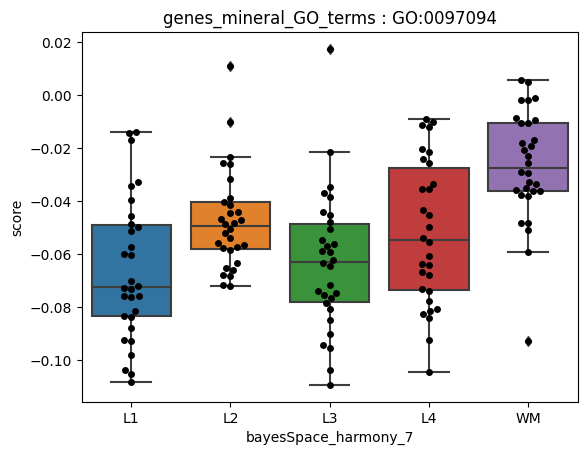 genes_mineral_GO_terms : GO:0097094
0.02
0.00
−0.02
−0.04
−0.06
−0.08
−0.10
score
L1 L2 L3 L4 WM
bayesSpace_harmony_7